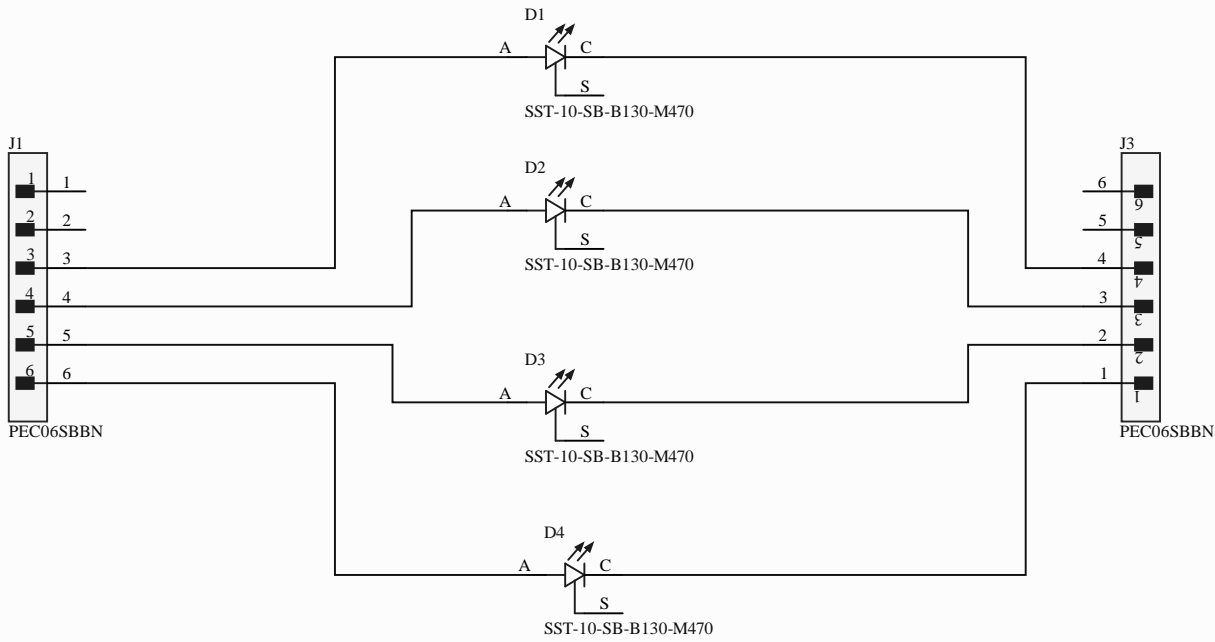 D1
A C
S
SST-10-SB-B130-M470
J1
J3
D2
1 1
6 6
A C
2 2
5 5
S
3 3
4 4
SST-10-SB-B130-M470
4 4
3 3
5 5
2 2
D3
6 6
1 1
A C
PEC06SBBN
PEC06SBBN
S
SST-10-SB-B130-M470
D4
A C
S
SST-10-SB-B130-M470